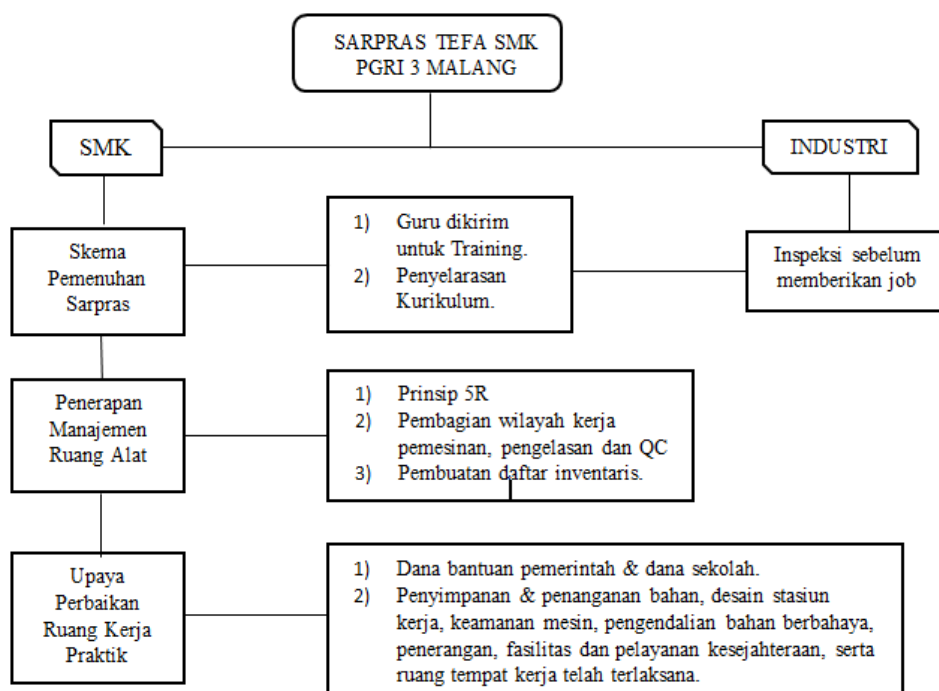 SARPRAS TEFA SMK
PGRI 3 MALANG
SMK
INDUSTRI
Skema
Pemenuhan
Sarpras
1) Guru dikirim
untuk Training.
2) Penyelarasan
Kurikulum.
Inspeksi sebelum
memberikan job
Penerapan
Manajemen
Ruang Alat
1) Prinsip 5R
2) Pembagian wilayah kerja
pemesinan, pengelasan dan QC
3) Pembuatan daftar inventaris.
Upaya
Perbaikan
Ruang Kerja
Praktik
1) Dana bantuan pemerintah & dana sekolah.
2) Penyimpanan & penanganan bahan, desain stasiun
kerja, keamanan mesin, pengendalian bahan berbahaya,
penerangan, fasilitas dan pelayanan kesejahteraan, serta
ruang tempat kerja telah terlaksana.